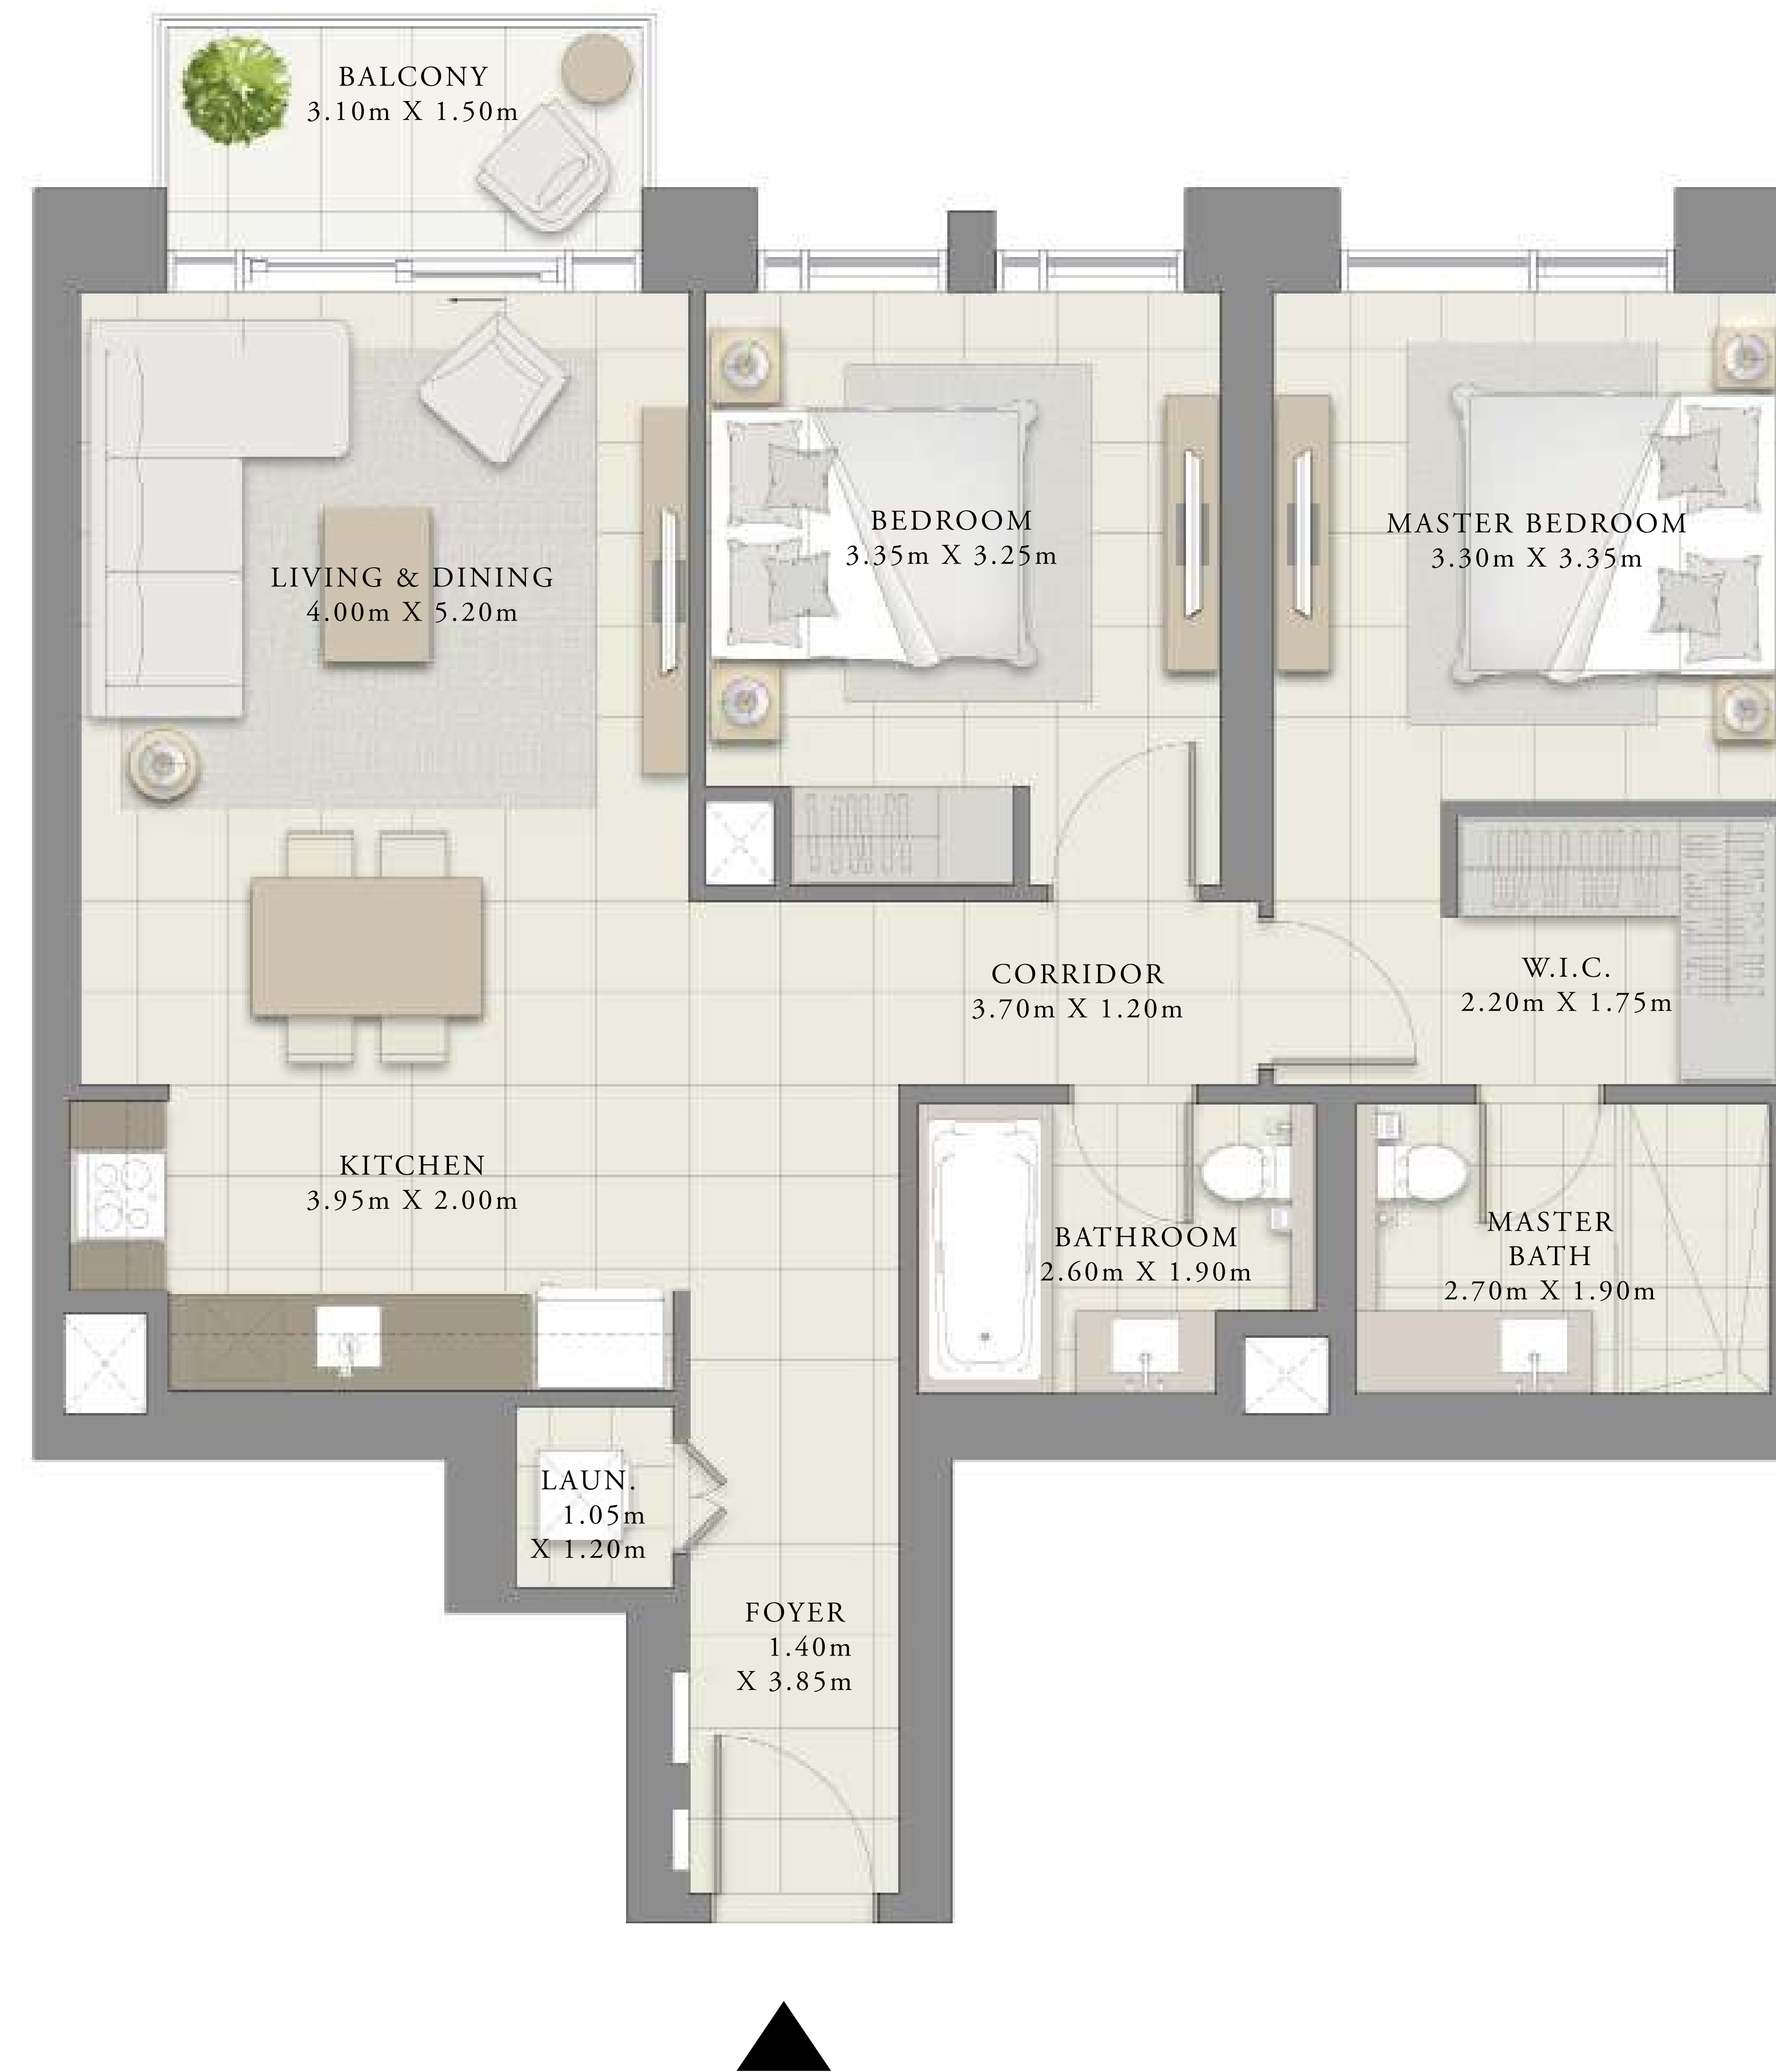 BALCONY
3.10m X 1.50m
BEDROOM
3.35m X 3.25m
MASTER BEDROOM
3.30m X 3.35m
LIVING & DINING
4.00m X 5.20m
CORRIDOR
3.70m X 1.20m
W.I.C.
2.20m X 1.75m
KITCHEN
3.95m X 2.00m
BATHROOM
2.60m X 1.90m
MASTER
BATH
2.70m X 1.90m
LAUN.
1.05m
X 1.20m
FOYER
1.40m
X 3.85m